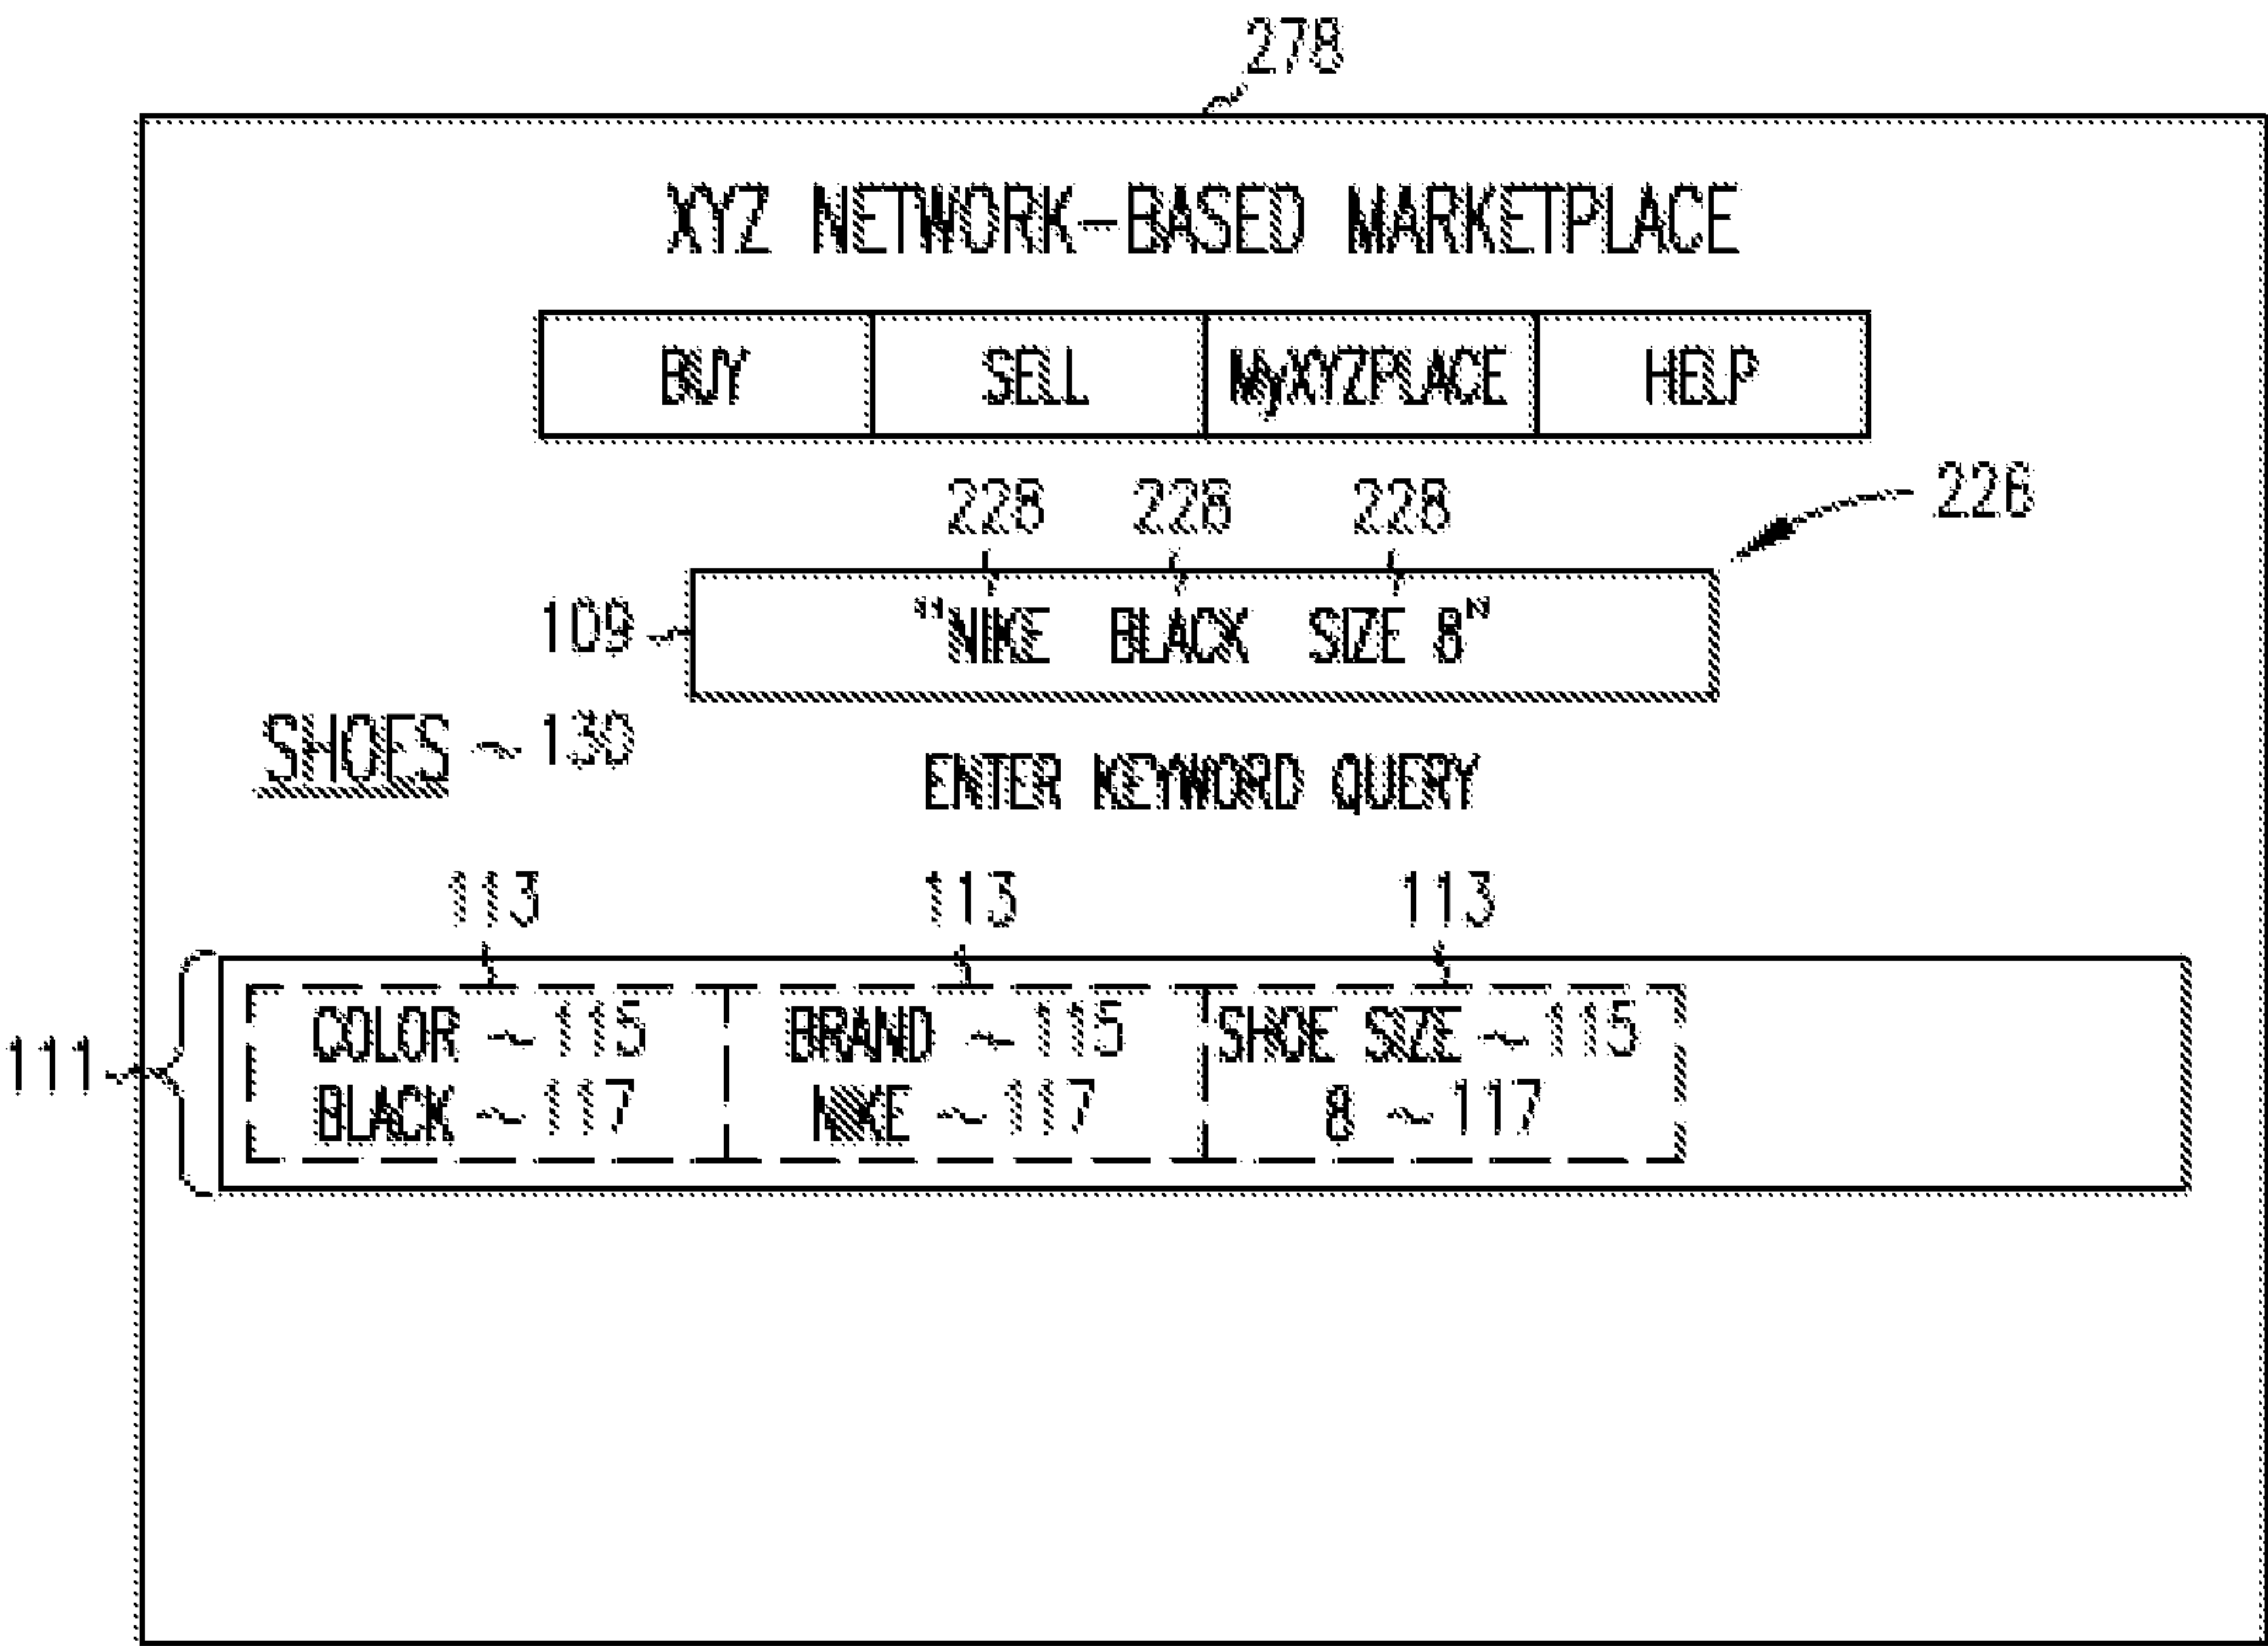 278
XYZ NETWORK-BASED MARKETPLACE
BUY SELL MyXYZPLACE HELP
228 228 228 226
109 "NIKE BLACK SIZE 8"
SHOES ~ 130
ENTER KEYWORD QUERY
113 113 113
111
COLOR ~ 115 BRAND ~ 115 SHOE SIZE ~ 115
BLACK ~ 117 NIKE ~ 117 8 ~ 117